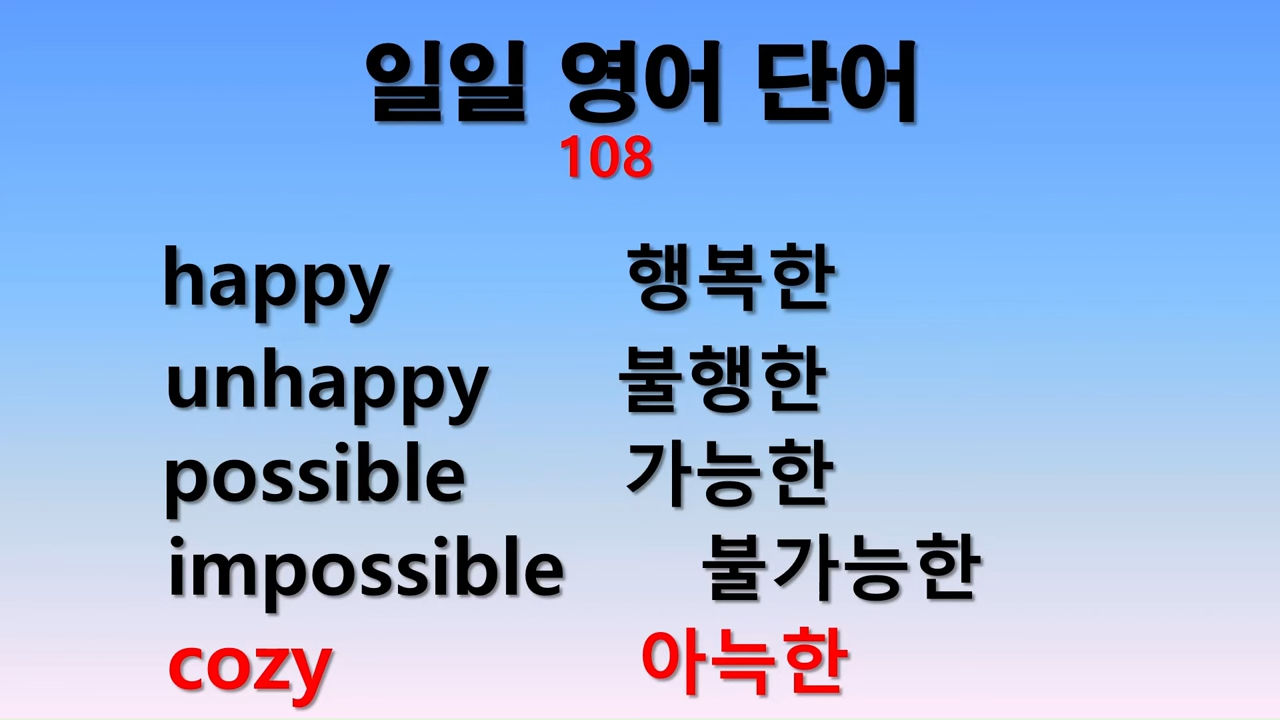 일일 영어 단어
108
happy 행복한
unhappy 불행한
possible 가능한
impossible 불가능한
cozy 아늑한